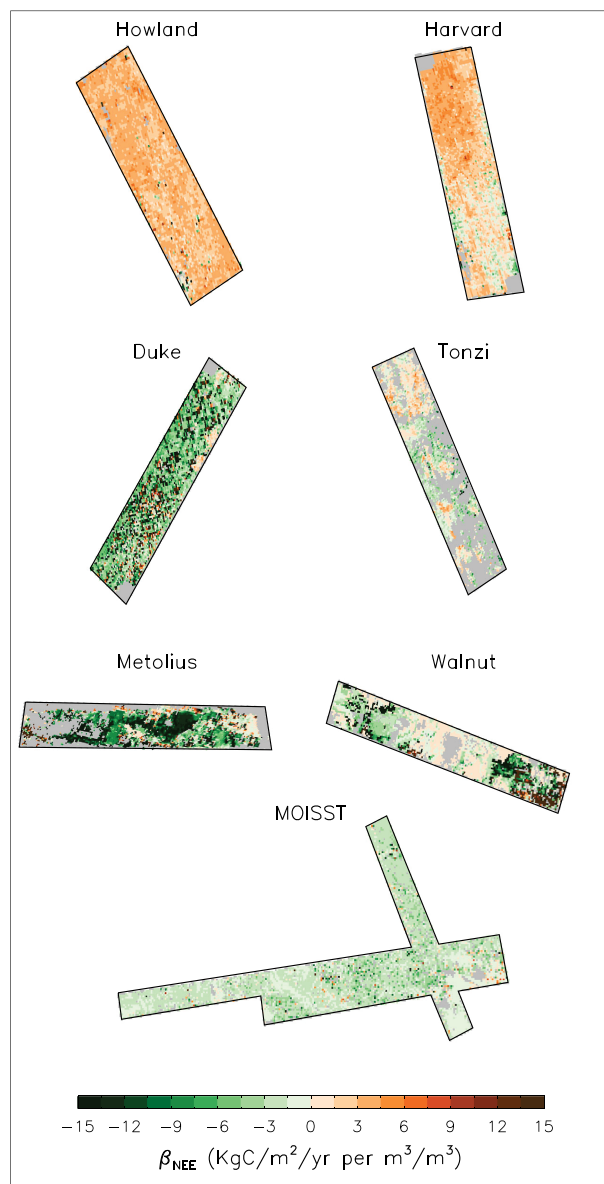 Howland Harvard
Duke Tonzi
Metolius Walnut
MOISST
−15 −12 −9 −6 −3 0 3 6 9 12 15
β_NEE (KgC/m²/yr per m³/m³)